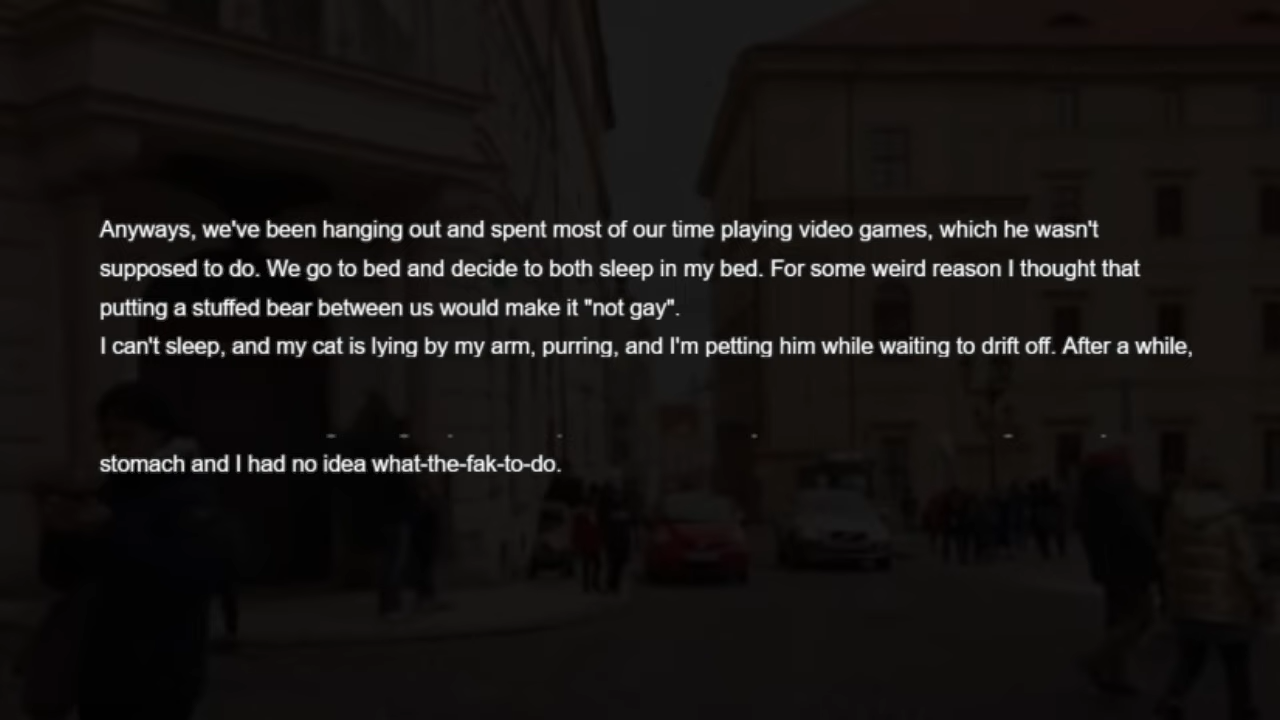 Anyways, we've been hanging out and spent most of our time playing video games, which he wasn't
supposed to do. We go to bed and decide to both sleep in my bed. For some weird reason I thought that
putting a stuffed bear between us would make it "not gay".
I can't sleep, and my cat is lying by my arm, purring, and I'm petting him while waiting to drift off. After a while,
stomach and I had no idea what-the-fak-to-do.